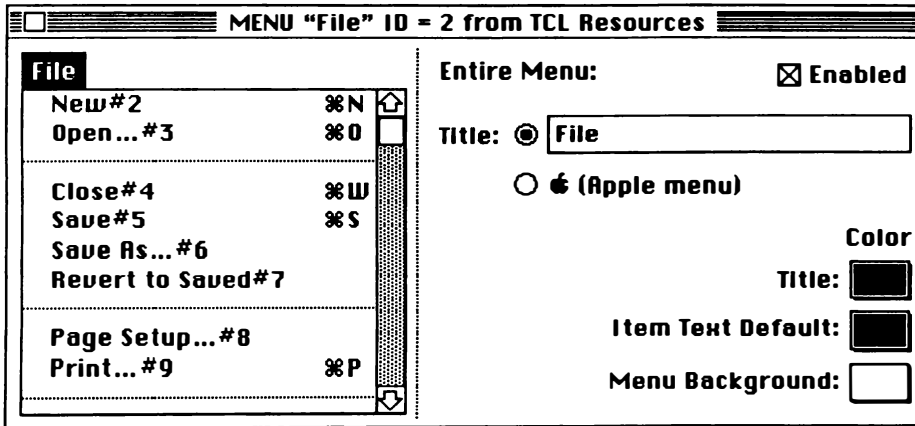 MENU “File” ID = 2 from TCL Resources
File
New#2 ⌘N
Open...#3 ⌘O
Close#4 ⌘W
Save#5 ⌘S
Save As...#6
Revert to Saved#7
Page Setup...#8
Print...#9 ⌘P
Entire Menu:
Enabled
Title: File
(Apple menu)
Color
Title:
Item Text Default:
Menu Background: